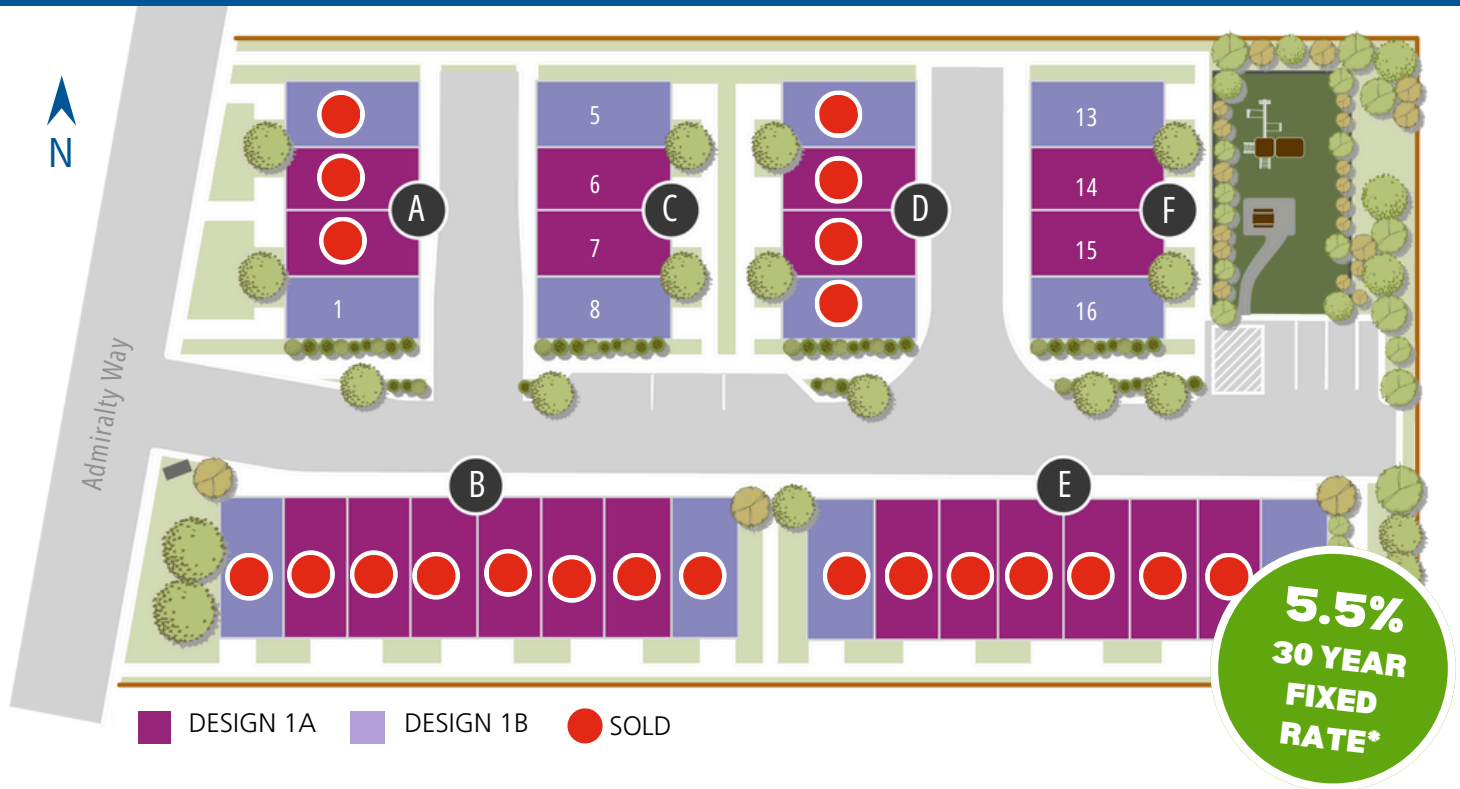 N
Admiralty Way
A
1
5
6
7
8
C
D
13
14
15
16
F
B
E
5.5%
30 YEAR
FIXED
RATE*
DESIGN 1A
DESIGN 1B
SOLD